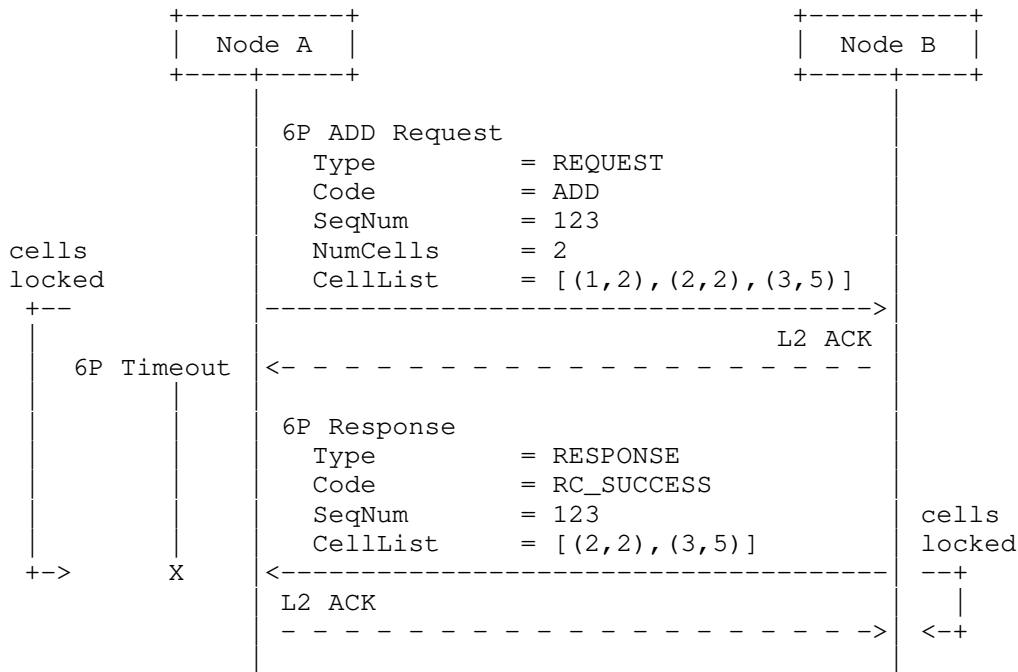 Node A Node B
6P ADD Request
Type = REQUEST
Code = ADD
SeqNum = 123
cells NumCells = 2
locked CellList = [(1,2),(2,2),(3,5)]
L2 ACK
6P Timeout
6P Response
Type = RESPONSE
Code = RC_SUCCESS
SeqNum = 123 cells
CellList = [(2,2),(3,5)] locked
X
L2 ACK